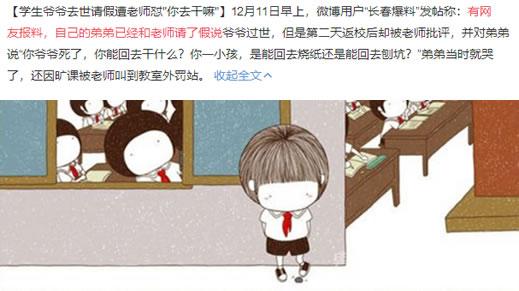 【学生爷爷去世请假遭老师怼"你去干嘛"】12月11日早上，微博用户"长春爆料"发帖称：有网
友报料，自己的弟弟已经和老师请了假说爷爷过世，但是第二天返校后却被老师批评，并对弟弟
说"你爷爷死了，你能回去干什么？你一小孩，是能回去烧纸还是能回去刨坑？"弟弟当时就哭
了，还因旷课被老师叫到教室外罚站。 收起全文